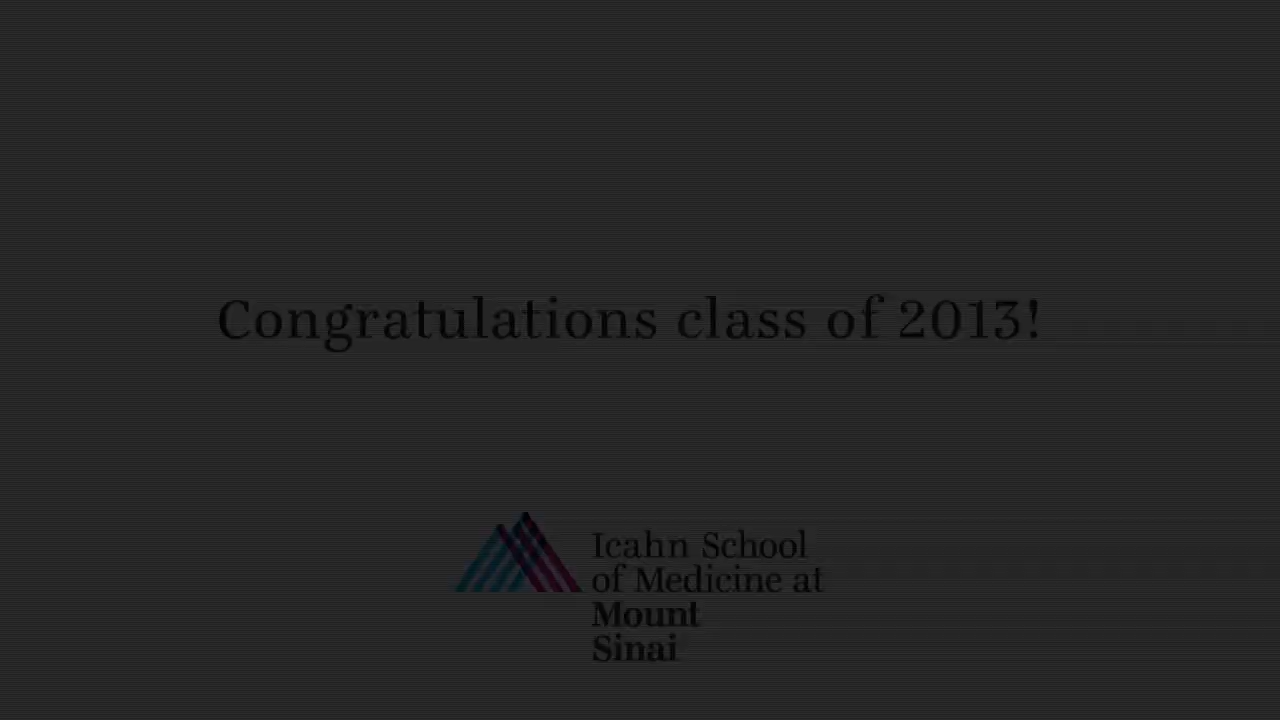 Congratulations class of 2013!
Icahn School
of Medicine at
Mount
Sinai